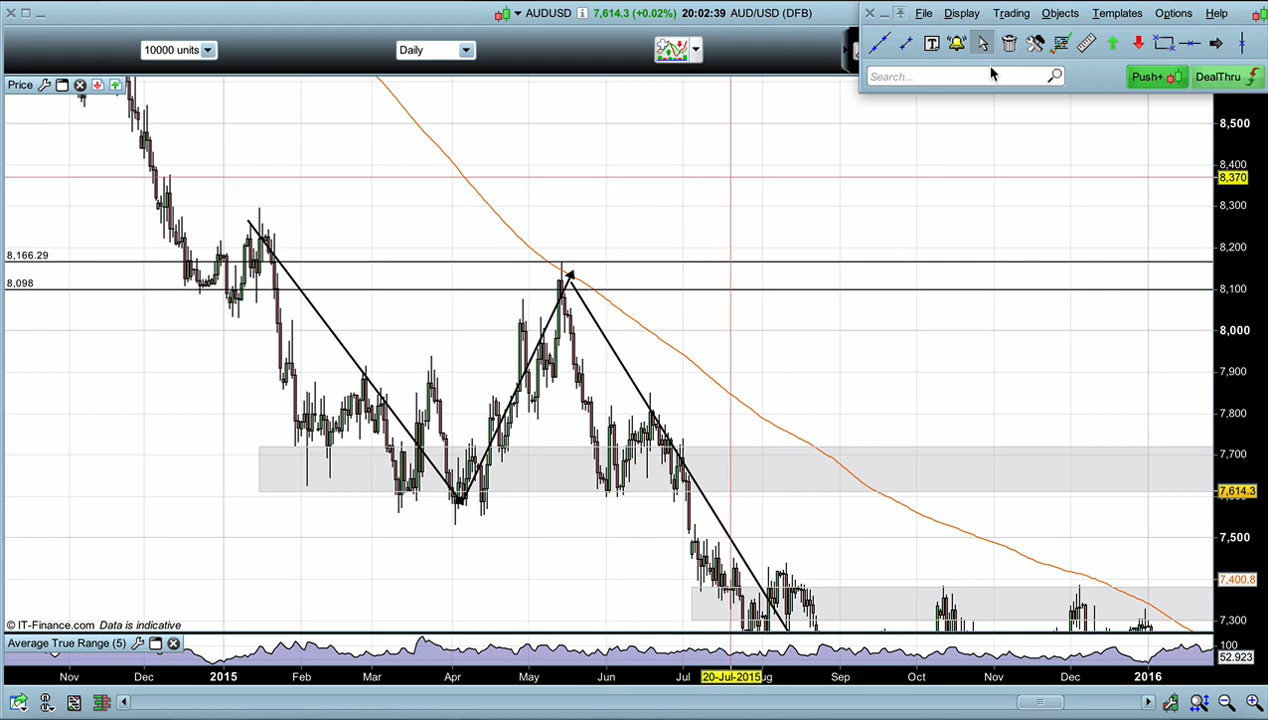 AUDUSD 7,614.3 (+0.02%) 20:02:39 AUD/USD (DFB)
File Display Trading Objects Templates Options Help
10000 units
Daily
Search...
Push+
DealThru
Price
8,500
8,400
8,370
8,300
8,200
8,166.29
8,100
8,098
8,000
7,900
7,800
7,700
7,614.3
7,500
7,400.8
7,300
© IT-Finance.com Data is indicative
Average True Range (5)
100
52.923
Nov Dec 2015 Feb Mar Apr May Jun Jul 20-Jul-2015 ug Sep Oct Nov Dec 2016